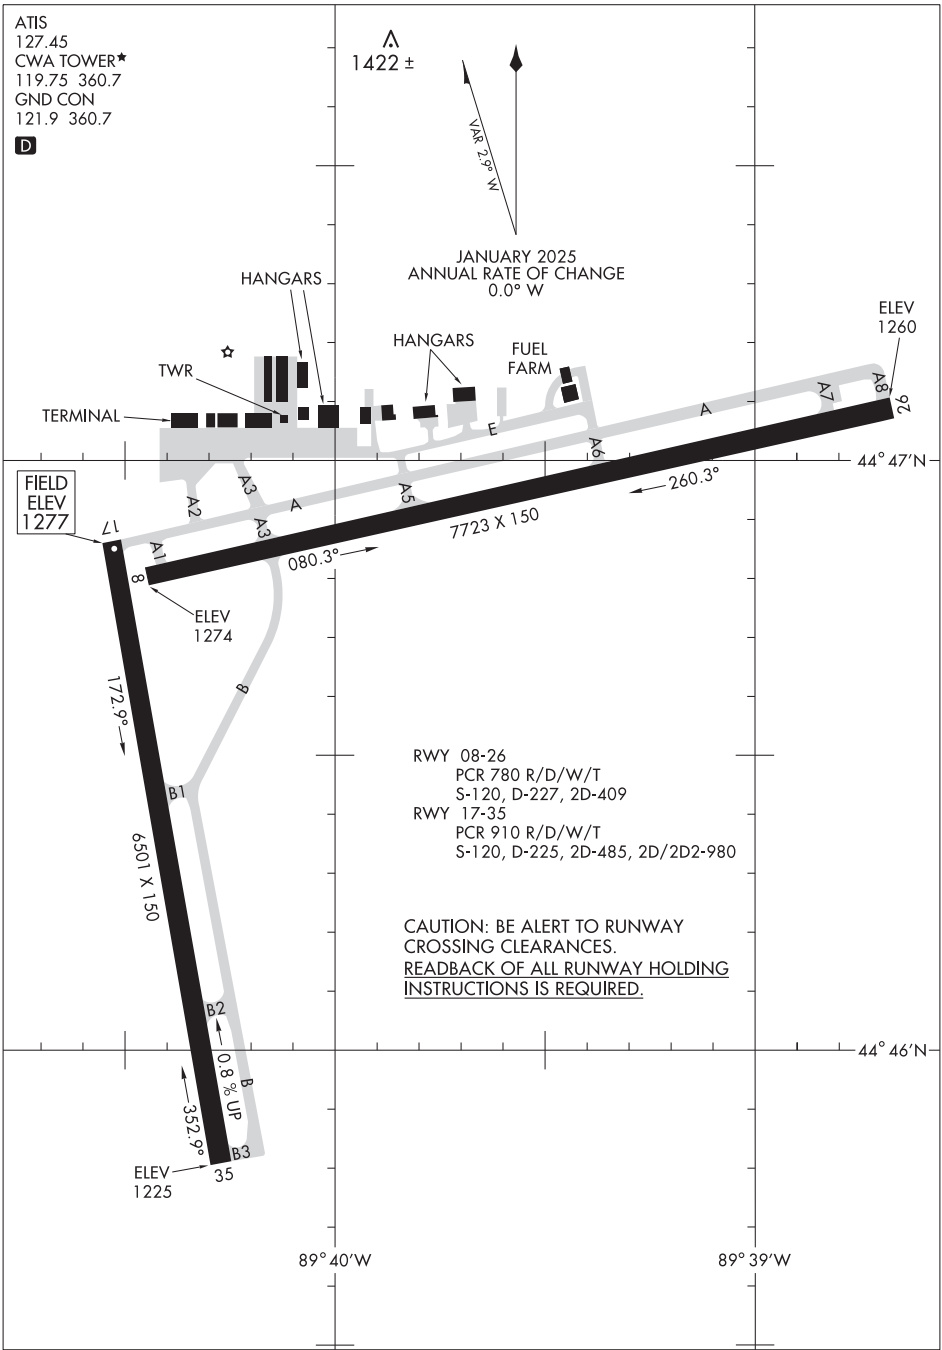 ATIS
127.45
CWA TOWER★
119.75 360.7
GND CON
121.9 360.7
D
1422 ±
VAR 2.9° W
JANUARY 2025
ANNUAL RATE OF CHANGE
0.0° W
HANGARS
HANGARS
FUEL
FARM
ELEV
1260
TWR
TERMINAL
A8
A7
26
A
E
A6
44° 47'N
FIELD
ELEV
1277
A3
A2
A
A5
260.3°
7723 X 150
17
A3
A1
080.3°
8
ELEV
1274
172.9°
B
B1
RWY 08-26
PCR 780 R/D/W/T
S-120, D-227, 2D-409
RWY 17-35
PCR 910 R/D/W/T
S-120, D-225, 2D-485, 2D/2D2-980
6501 X 150
CAUTION: BE ALERT TO RUNWAY
CROSSING CLEARANCES.
READBACK OF ALL RUNWAY HOLDING
INSTRUCTIONS IS REQUIRED.
B2
44° 46'N
0.8 % UP
B
352.9°
B3
ELEV
1225
35
89° 40'W
89° 39'W